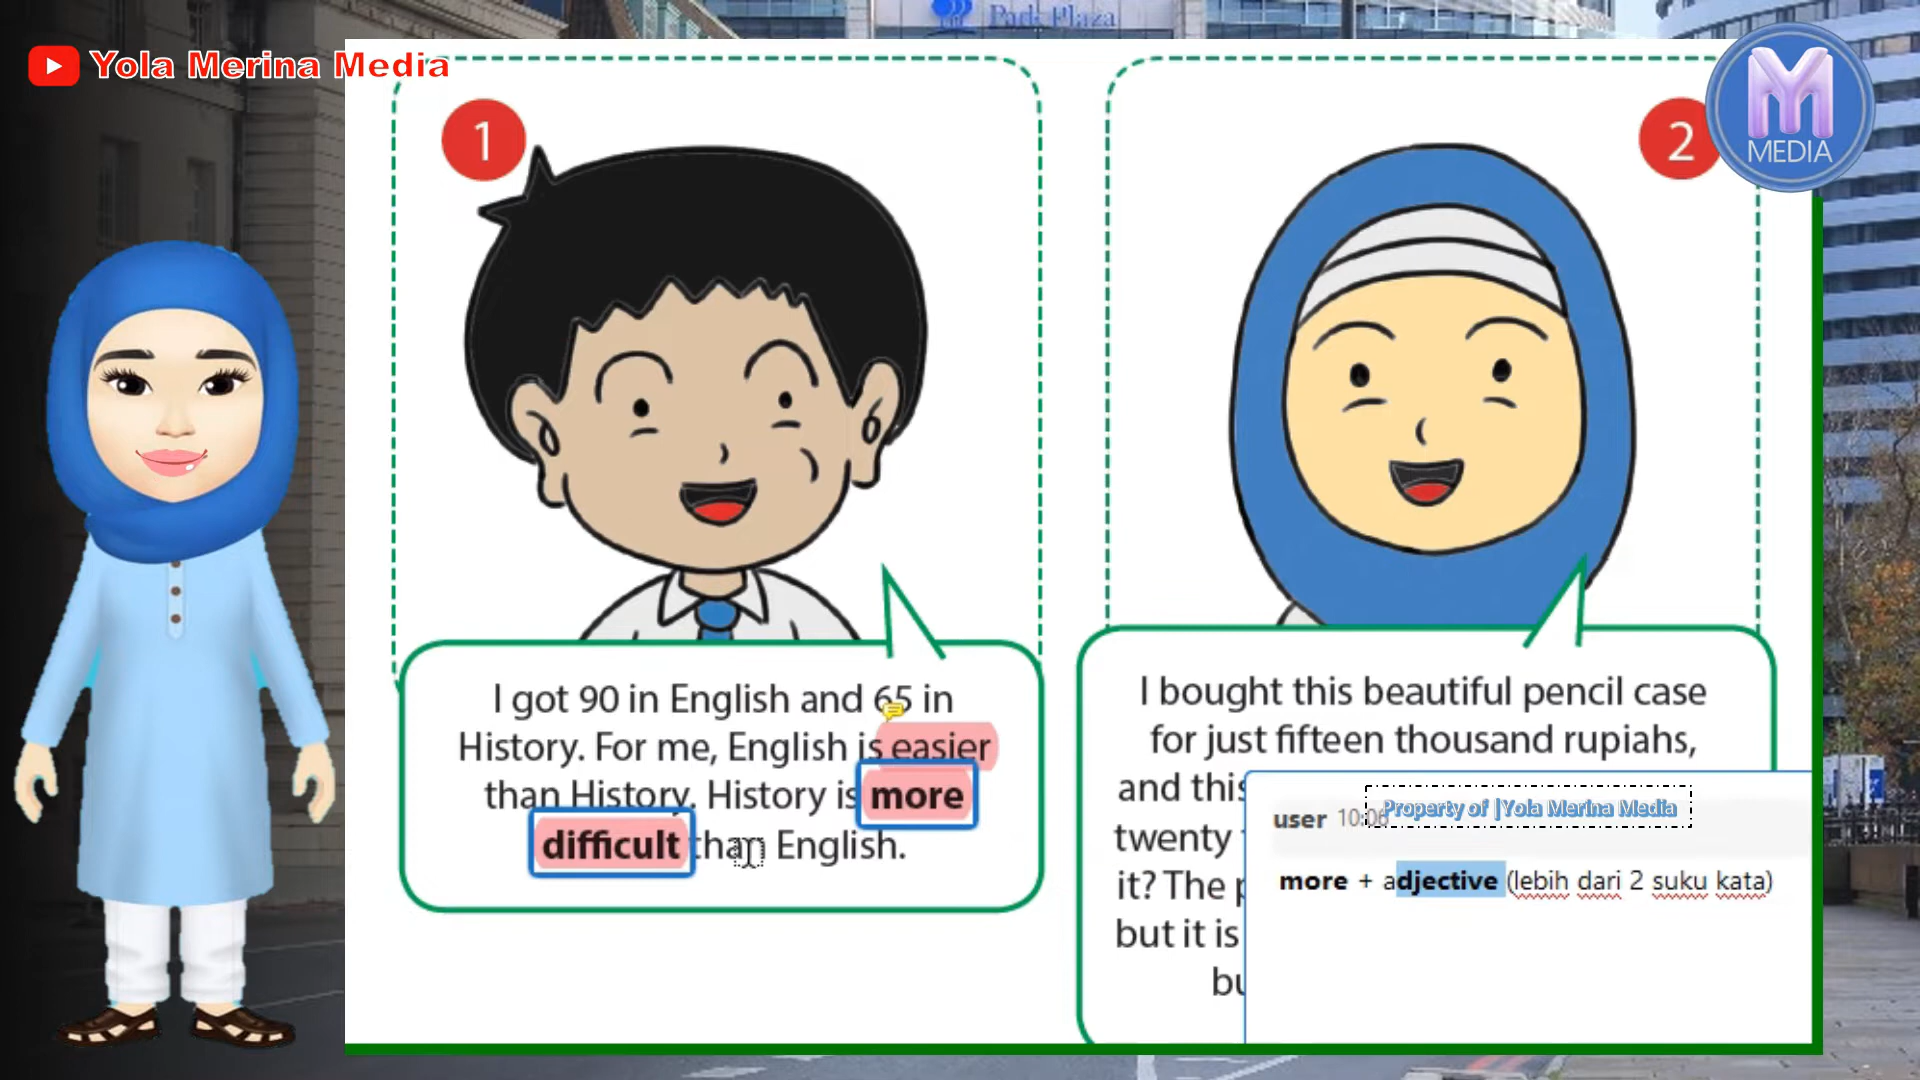 Park Plaza
Yola Merina Media
M
MEDIA
1
2
I got 90 in English and 65 in
History. For me, English is easier
than History. History is more
difficult than English.
I bought this beautiful pencil case
for just fifteen thousand rupiahs,
and this
twenty
it? The
but it is
user 10:06
Property of |Yola Merina Media
more + adjective (lebih dari 2 suku kata)